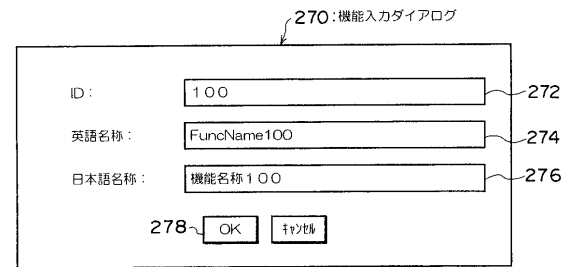 270:機能入力ダイアログ
ID: 100 272
英語名称: FuncName100 274
日本語名称: 機能名称100 276
278 OK キャンセル